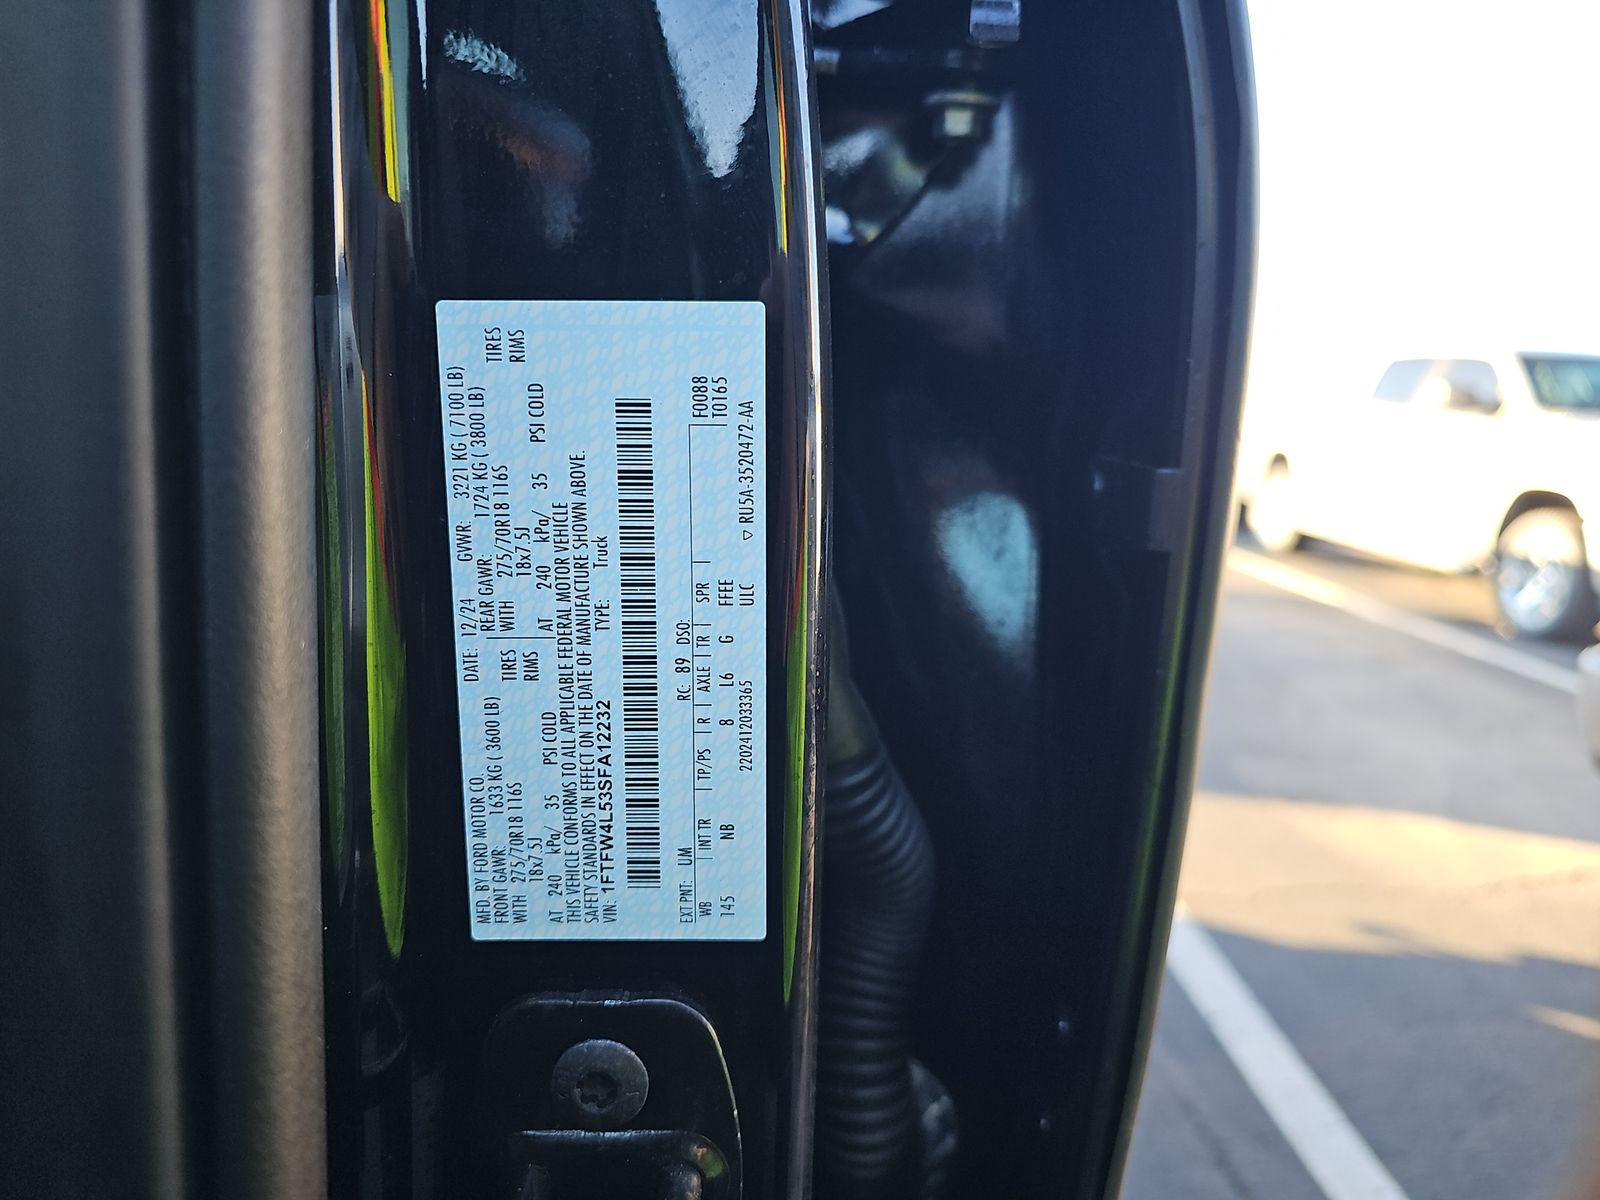 MFD. BY FORD MOTOR CO. DATE: 12/24 GVWR: 3221 KG ( 7100 LB)
FRONT GAWR: 1633 KG ( 3600 LB) REAR GAWR: 1724 KG ( 3800 LB)
WITH 275/70R18 116S TIRES WITH 275/70R18 116S TIRES
18x7.5J RIMS 18x7.5J RIMS
AT 240 kPa/ 35 PSI COLD AT 240 kPa/ 35 PSI COLD
THIS VEHICLE CONFORMS TO ALL APPLICABLE FEDERAL MOTOR VEHICLE
SAFETY STANDARDS IN EFFECT ON THE DATE OF MANUFACTURE SHOWN ABOVE.
VIN: 1FTFW4L53SFA12232 TYPE: Truck
EXT PNT: UM RC: 89 DSO: F0088
WB INT TR TP/PS R AXLE TR SPR T0165
145 NB 8 L6 G FFEE
2202412033365 ULC ▽ RU5A-3520472-AA